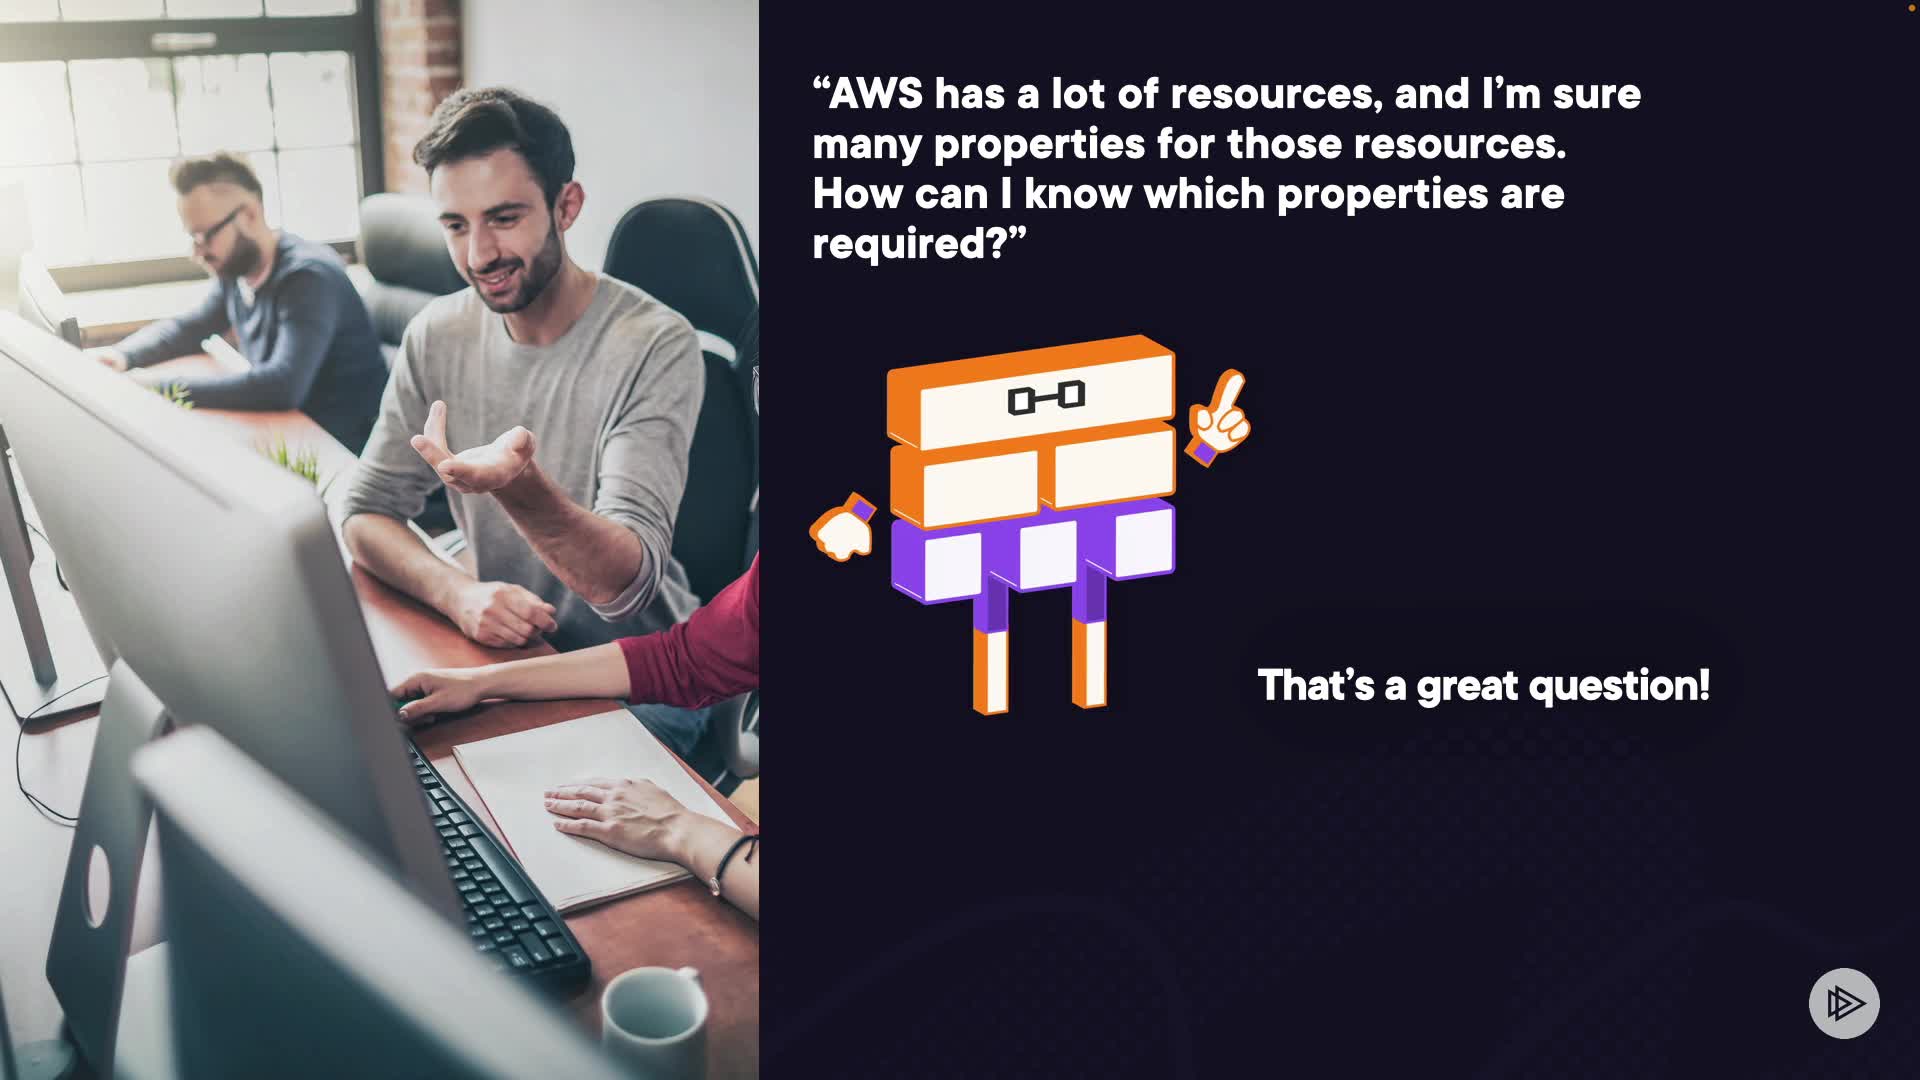 “AWS has a lot of resources, and I’m sure
many properties for those resources.
How can I know which properties are
required?”
That’s a great question!